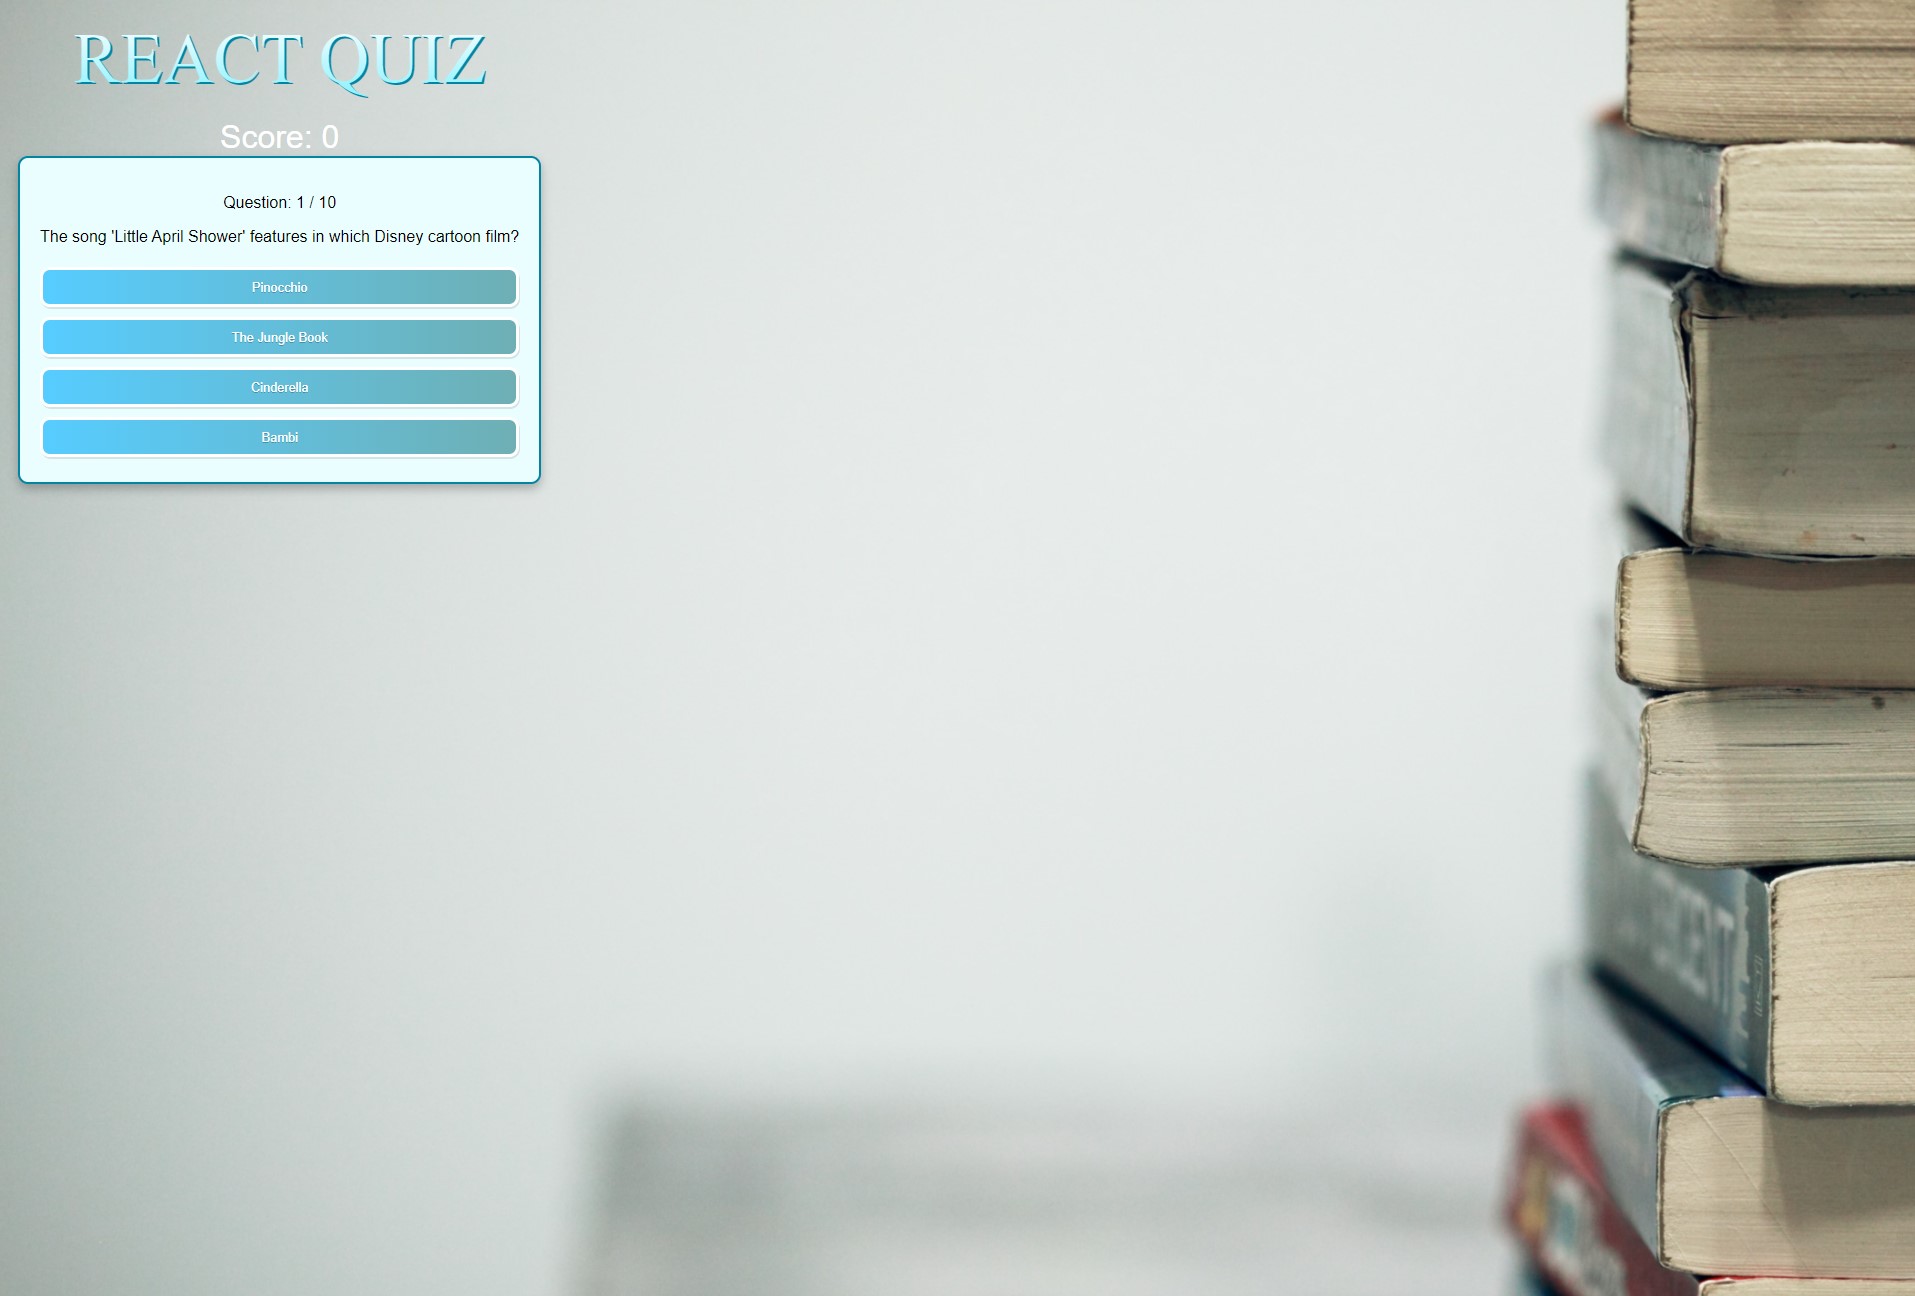 REACT QUIZ
Score: 0
Question: 1 / 10
The song 'Little April Shower' features in which Disney cartoon film?
Pinocchio
The Jungle Book
Cinderella
Bambi